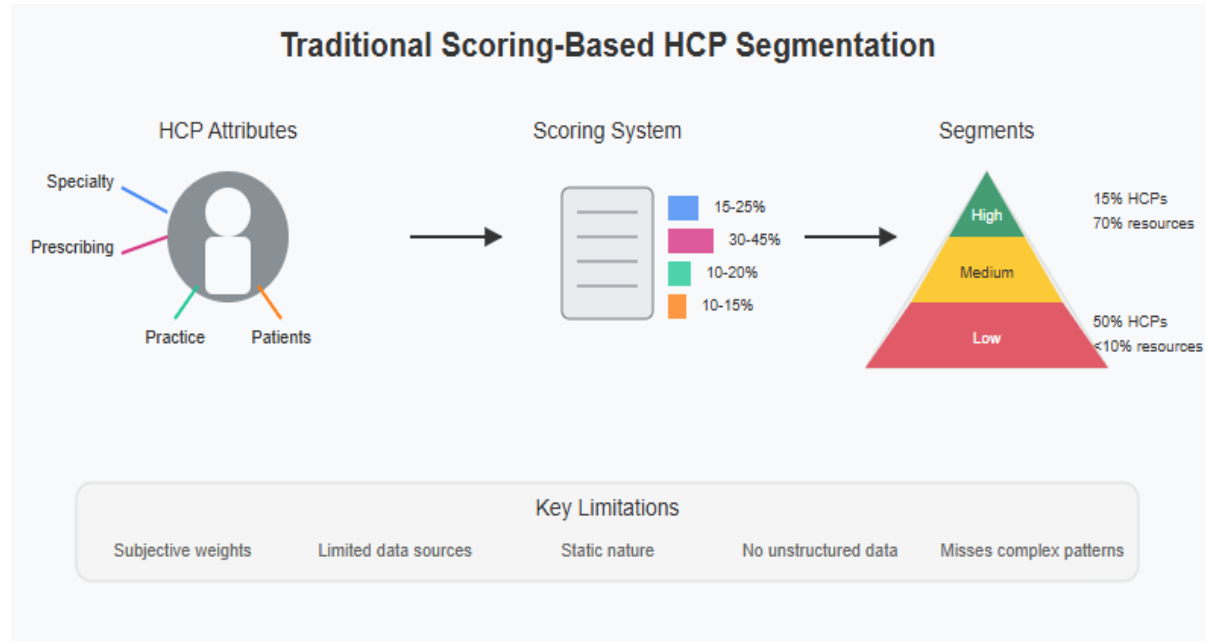 Traditional Scoring-Based HCP Segmentation
HCP Attributes
Specialty
Prescribing
Practice
Patients
Scoring System
15-25%
30-45%
10-20%
10-15%
Segments
High
Medium
Low
15% HCPs
70% resources
50% HCPs
<10% resources
Key Limitations
Subjective weights
Limited data sources
Static nature
No unstructured data
Misses complex patterns